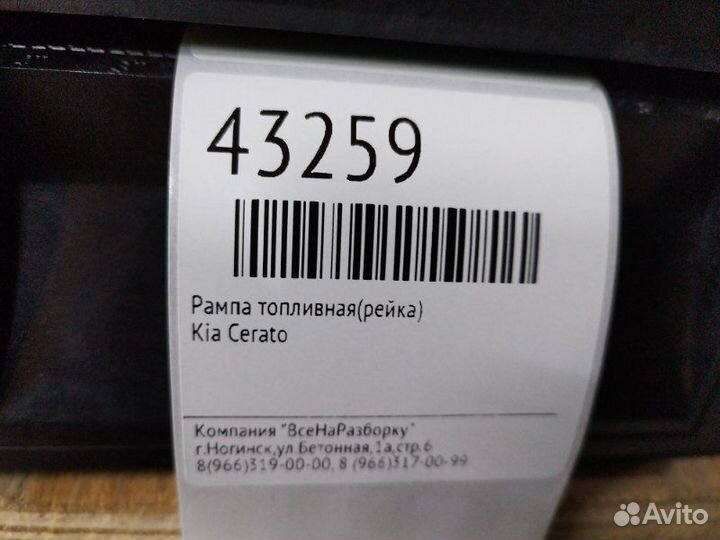 43259
Рампа топливная(рейка)
Kia Cerato
Компания "ВсеНаРазборку"
г.Ногинск,ул.Бетонная,1а,стр.6
8(966)319-00-00, 8 (966)317-00-99
Avito